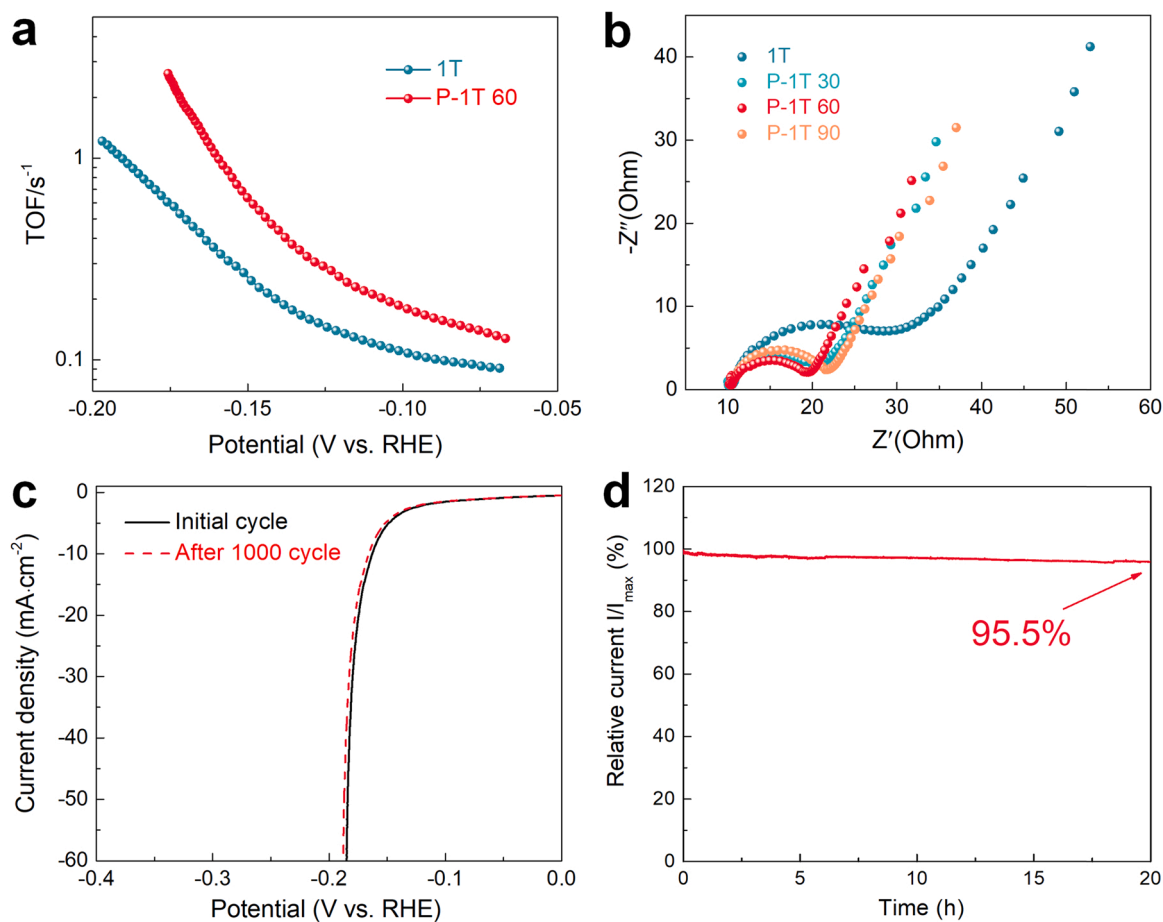 a
1T
P-1T 60
TOF/s⁻¹
1
0.1
-0.20
-0.15
-0.10
-0.05
Potential (V vs. RHE)
b
1T
P-1T 30
P-1T 60
P-1T 90
-Z″(Ohm)
40
30
20
10
0
10
20
30
40
50
60
Z′(Ohm)
c
Initial cycle
After 1000 cycle
Current density (mA·cm⁻²)
0
-10
-20
-30
-40
-50
-60
-0.4
-0.3
-0.2
-0.1
0.0
Potential (V vs. RHE)
d
95.5%
Relative current I/Imax (%)
120
100
80
60
40
20
0
0
5
10
15
20
Time (h)